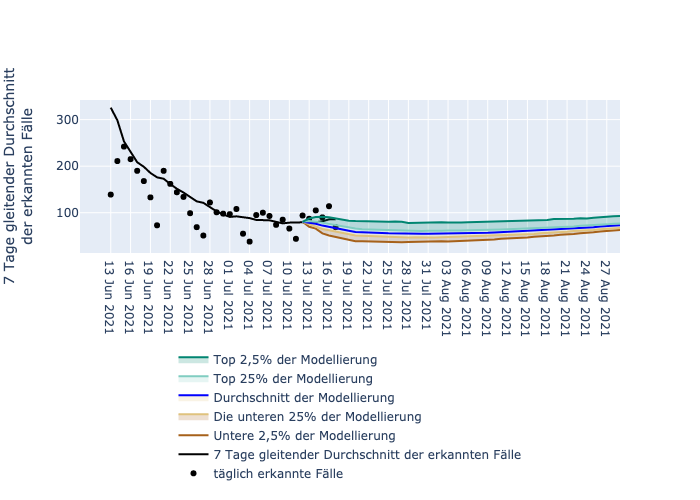 7 Tage gleitender Durchschnitt
der erkannten Fälle
300
200
100
13 Jun 2021
16 Jun 2021
19 Jun 2021
22 Jun 2021
25 Jun 2021
28 Jun 2021
01 Jul 2021
04 Jul 2021
07 Jul 2021
10 Jul 2021
13 Jul 2021
16 Jul 2021
19 Jul 2021
22 Jul 2021
25 Jul 2021
28 Jul 2021
31 Jul 2021
03 Aug 2021
06 Aug 2021
09 Aug 2021
12 Aug 2021
15 Aug 2021
18 Aug 2021
21 Aug 2021
24 Aug 2021
27 Aug 2021
Top 2,5% der Modellierung
Top 25% der Modellierung
Durchschnitt der Modellierung
Die unteren 25% der Modellierung
Untere 2,5% der Modellierung
7 Tage gleitender Durchschnitt der erkannten Fälle
täglich erkannte Fälle